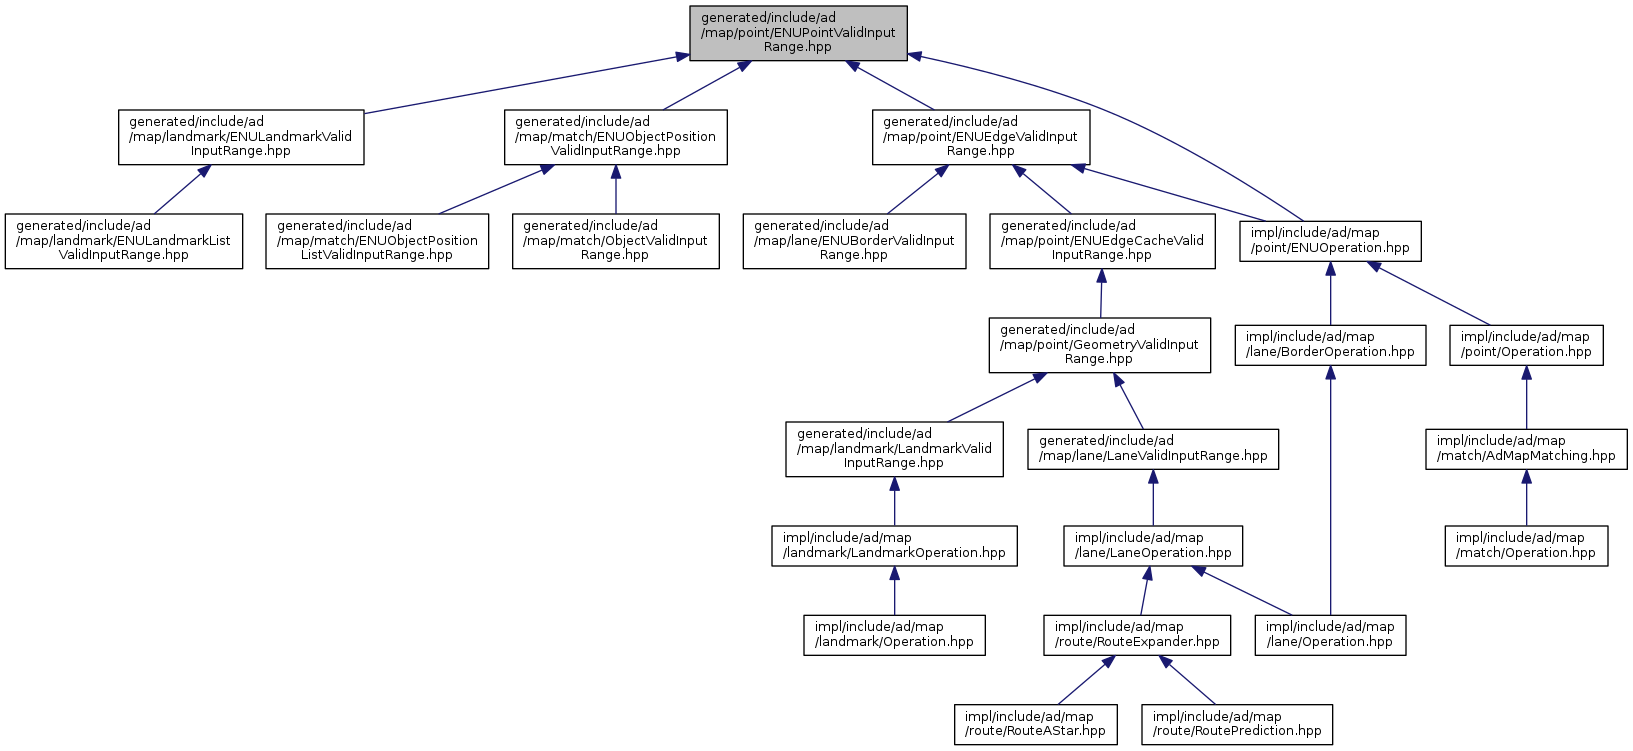 generated/include/ad
/map/point/ENUPointValidInput
Range.hpp
generated/include/ad
/map/landmark/ENULandmarkValid
InputRange.hpp
generated/include/ad
/map/match/ENUObjectPosition
ValidInputRange.hpp
generated/include/ad
/map/point/ENUEdgeValidInput
Range.hpp
generated/include/ad
/map/landmark/ENULandmarkList
ValidInputRange.hpp
generated/include/ad
/map/match/ENUObjectPosition
ListValidInputRange.hpp
generated/include/ad
/map/match/ObjectValidInput
Range.hpp
generated/include/ad
/map/lane/ENUBorderValidInput
Range.hpp
generated/include/ad
/map/point/ENUEdgeCacheValid
InputRange.hpp
impl/include/ad/map
/point/ENUOperation.hpp
generated/include/ad
/map/point/GeometryValidInput
Range.hpp
impl/include/ad/map
/lane/BorderOperation.hpp
impl/include/ad/map
/point/Operation.hpp
generated/include/ad
/map/landmark/LandmarkValid
InputRange.hpp
generated/include/ad
/map/lane/LaneValidInputRange.hpp
impl/include/ad/map
/match/AdMapMatching.hpp
impl/include/ad/map
/landmark/LandmarkOperation.hpp
impl/include/ad/map
/lane/LaneOperation.hpp
impl/include/ad/map
/match/Operation.hpp
impl/include/ad/map
/landmark/Operation.hpp
impl/include/ad/map
/route/RouteExpander.hpp
impl/include/ad/map
/lane/Operation.hpp
impl/include/ad/map
/route/RouteAStar.hpp
impl/include/ad/map
/route/RoutePrediction.hpp